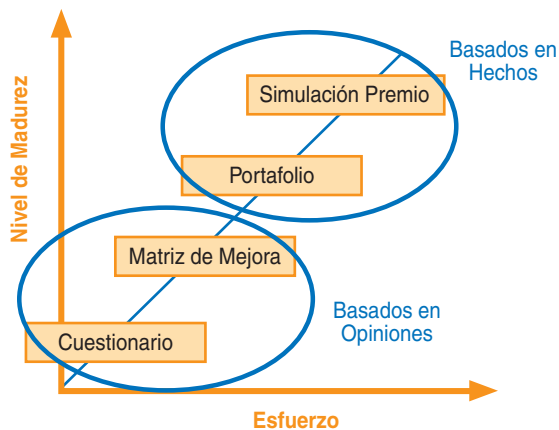 Basados en
Hechos
Simulación Premio
Portafolio
Matriz de Mejora
Basados en
Opiniones
Cuestionario
Nivel de Madurez
Esfuerzo